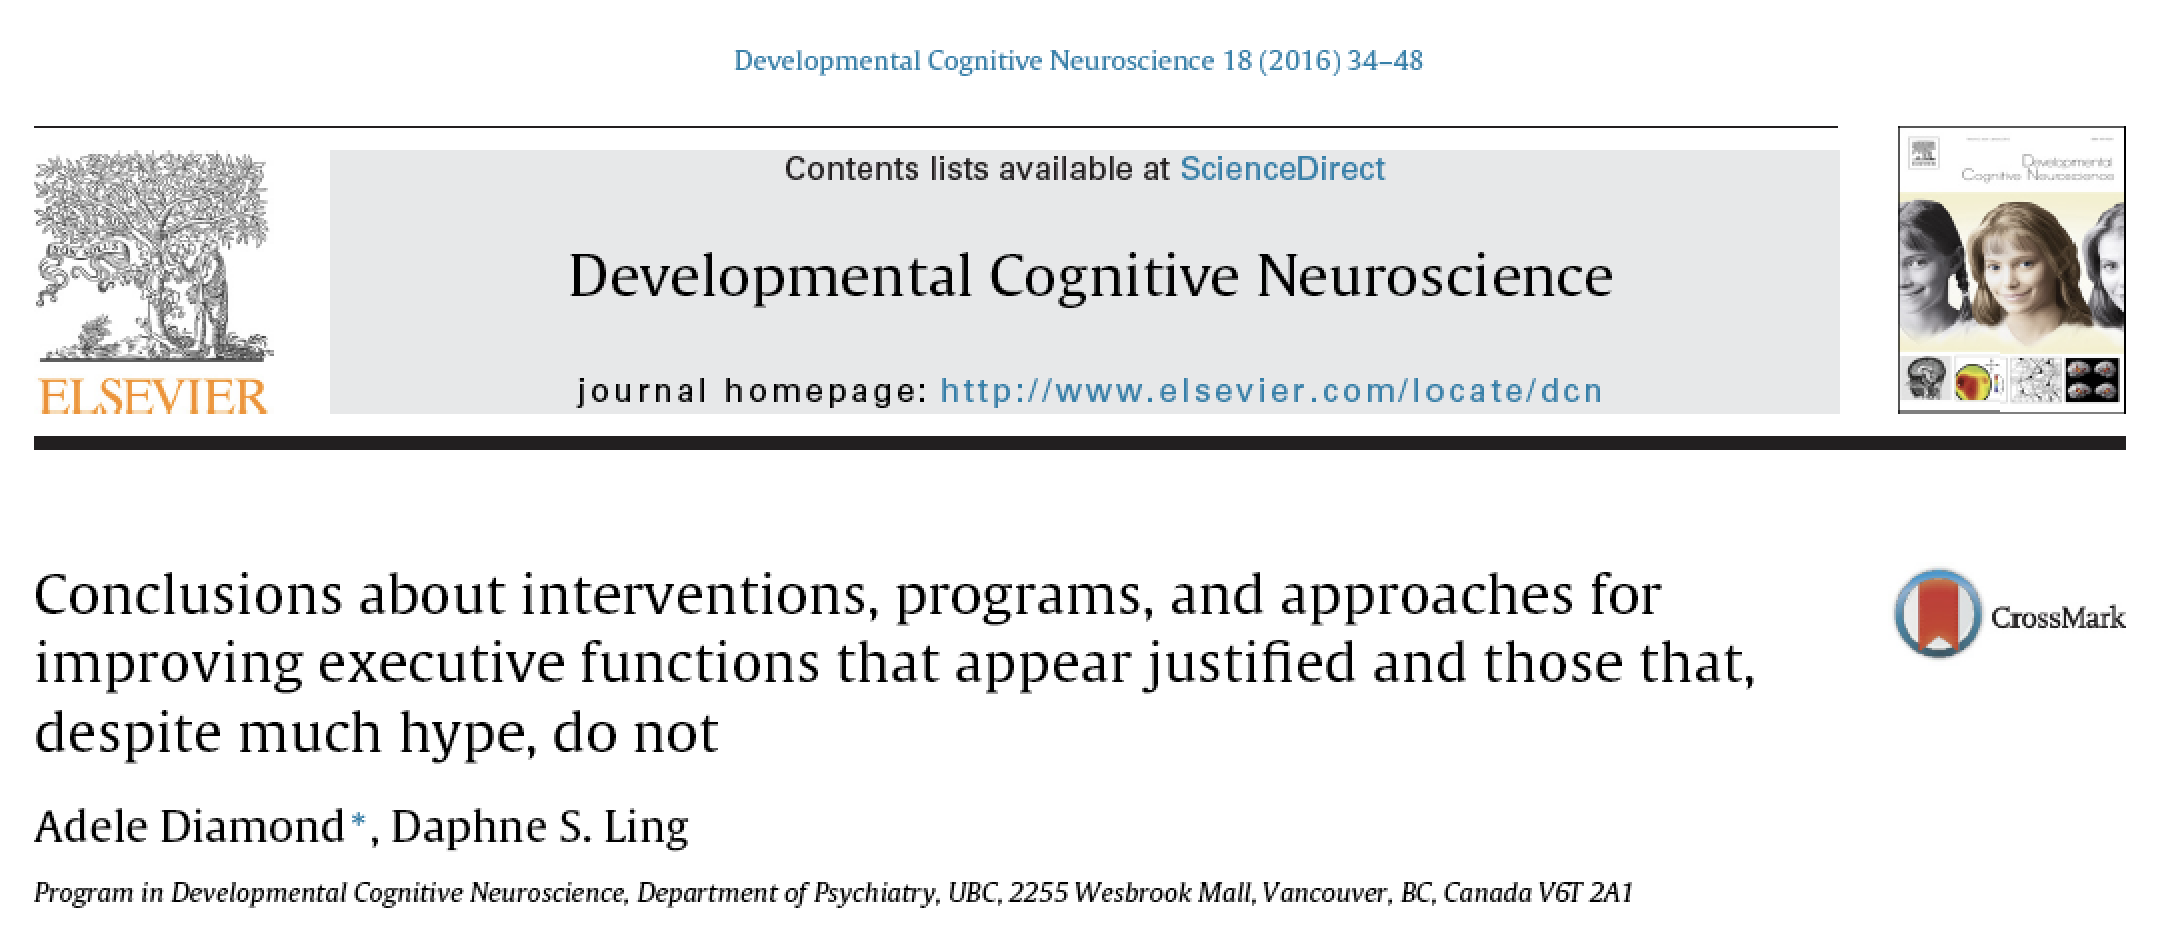 Developmental Cognitive Neuroscience 18 (2016) 34–48
Contents lists available at ScienceDirect
Developmental Cognitive Neuroscience
journal homepage: http://www.elsevier.com/locate/dcn
ELSEVIER
Developmental
Cognitive Neuroscience
Conclusions about interventions, programs, and approaches for
improving executive functions that appear justified and those that,
despite much hype, do not
CrossMark
Adele Diamond*, Daphne S. Ling
Program in Developmental Cognitive Neuroscience, Department of Psychiatry, UBC, 2255 Wesbrook Mall, Vancouver, BC, Canada V6T 2A1